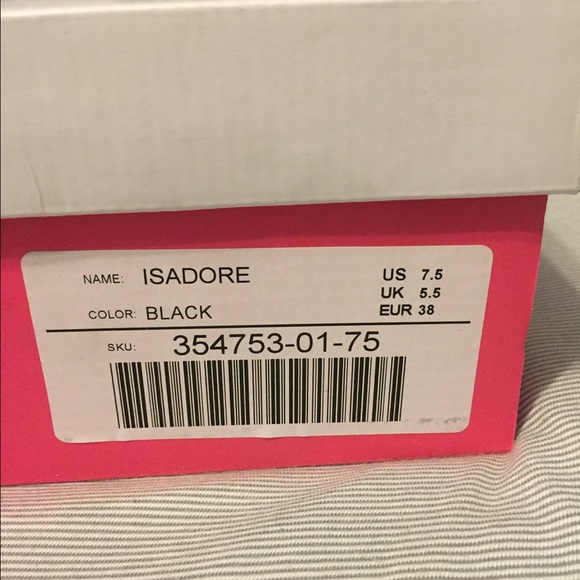 NAME: ISADORE US 7.5
UK 5.5
COLOR: BLACK EUR 38
SKU: 354753-01-75